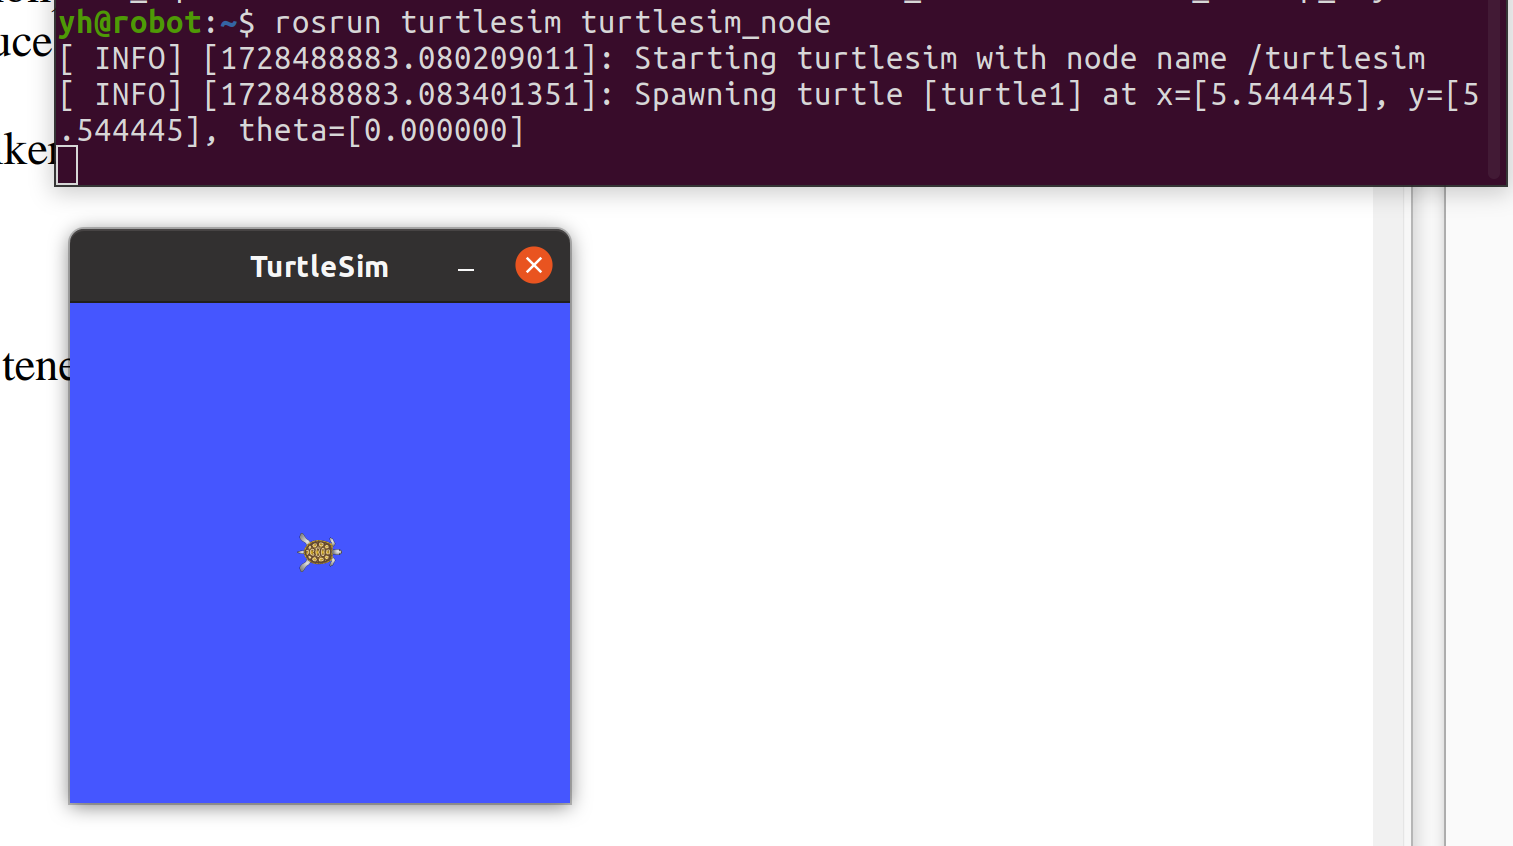 yh@robot:~$ rosrun turtlesim turtlesim_node
uce
[ INFO] [1728488883.080209011]: Starting turtlesim with node name /turtlesim
[ INFO] [1728488883.083401351]: Spawning turtle [turtle1] at x=[5.544445], y=[5
.544445], theta=[0.000000]
TurtleSim
tene